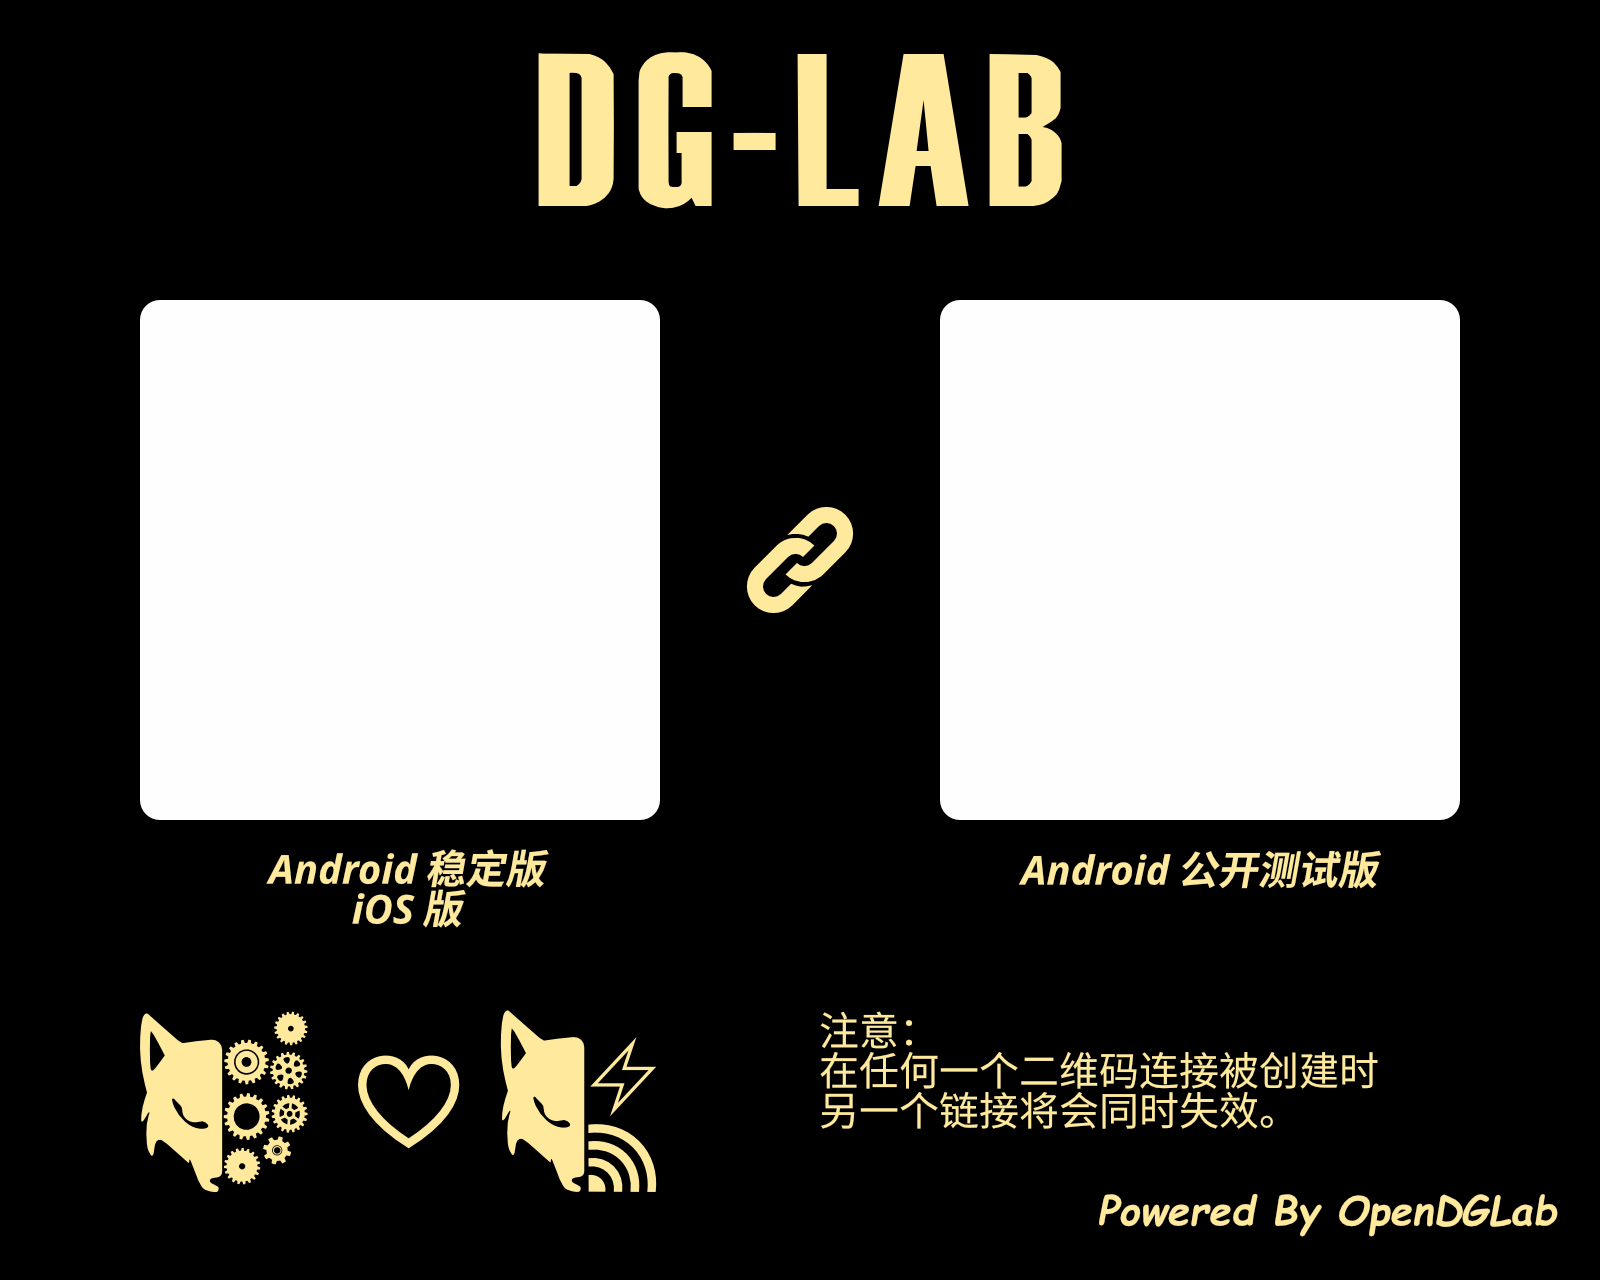 DG-LAB
Android 稳定版
iOS 版
Android 公开测试版
注意：
在任何一个二维码连接被创建时
另一个链接将会同时失效。
Powered By OpenDGLab